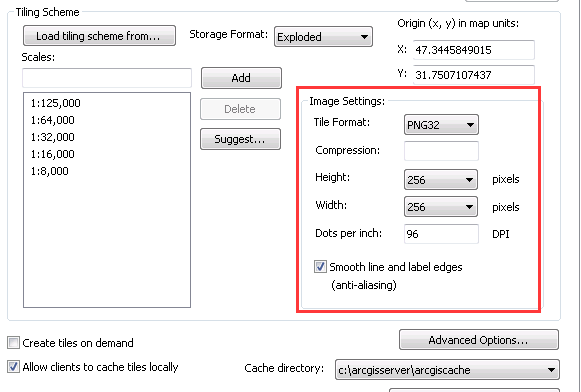 Tiling Scheme
Load tiling scheme from...
Storage Format:
Exploded
Origin (x, y) in map units:
X: 47.3445849015
Y: 31.7507107437
Scales:
Add
Delete
Suggest...
1:125,000
1:64,000
1:32,000
1:16,000
1:8,000
Image Settings:
Tile Format: PNG32
Compression:
Height: 256 pixels
Width: 256 pixels
Dots per inch: 96 DPI
Smooth line and label edges
(anti-aliasing)
Create tiles on demand
Advanced Options...
Allow clients to cache tiles locally
Cache directory: c:\arcgisserver\arcgiscache